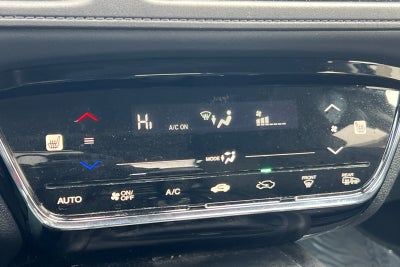 Hi A/C ON
MODE
AUTO ON/OFF A/C FRONT REAR